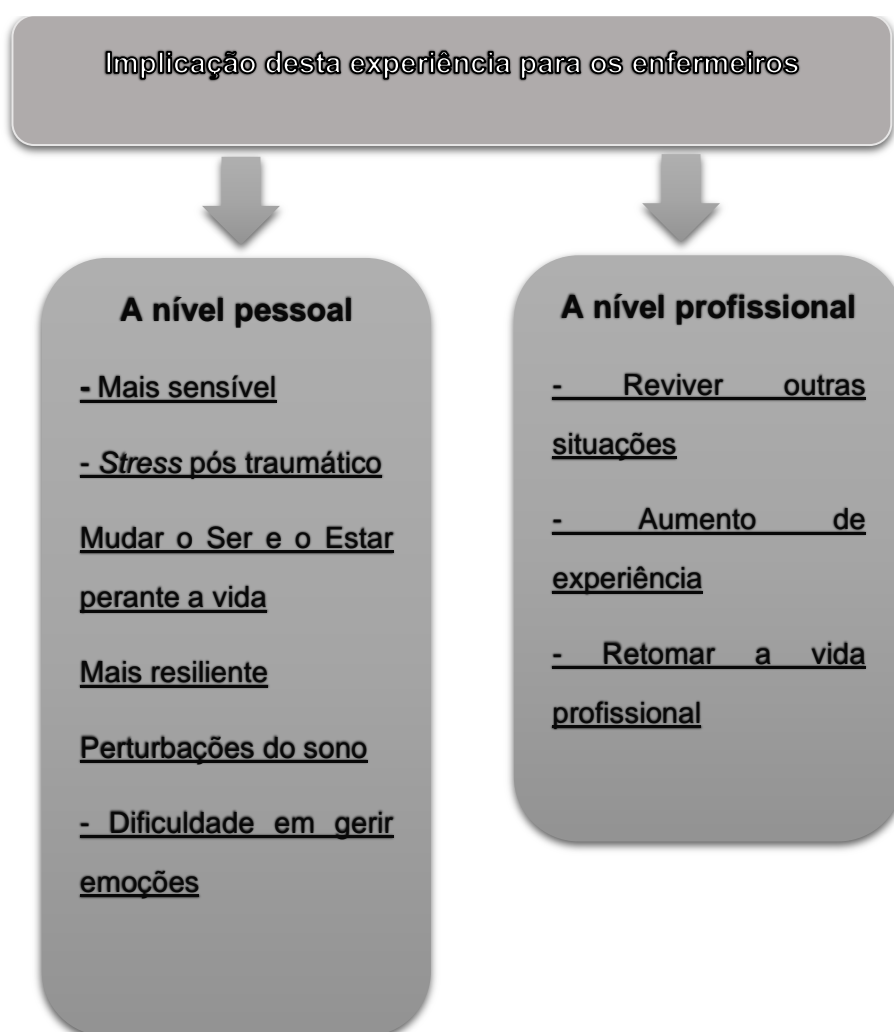 Implicação desta experiência para os enfermeiros
A nível pessoal
- Mais sensível
- Stress pós traumático
Mudar o Ser e o Estar
perante a vida
Mais resiliente
Perturbações do sono
- Dificuldade em gerir
emoções
A nível profissional
- Reviver outras
situações
- Aumento de
experiência
- Retomar a vida
profissional